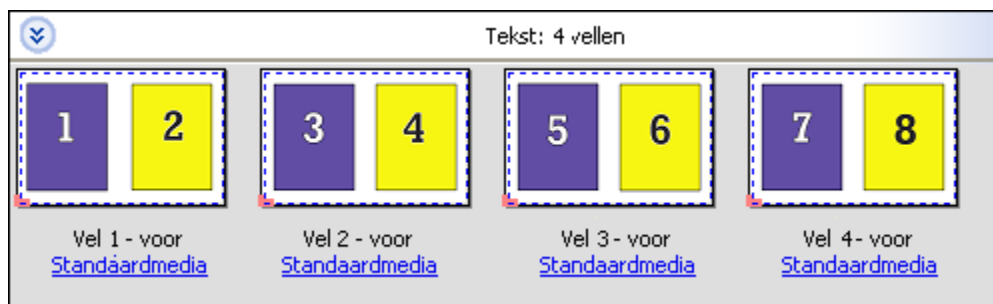 Tekst: 4 vellen
1 2 3 4 5 6 7 8
Vel 1 - voor
Standaardmedia
Vel 2 - voor
Standaardmedia
Vel 3 - voor
Standaardmedia
Vel 4 - voor
Standaardmedia